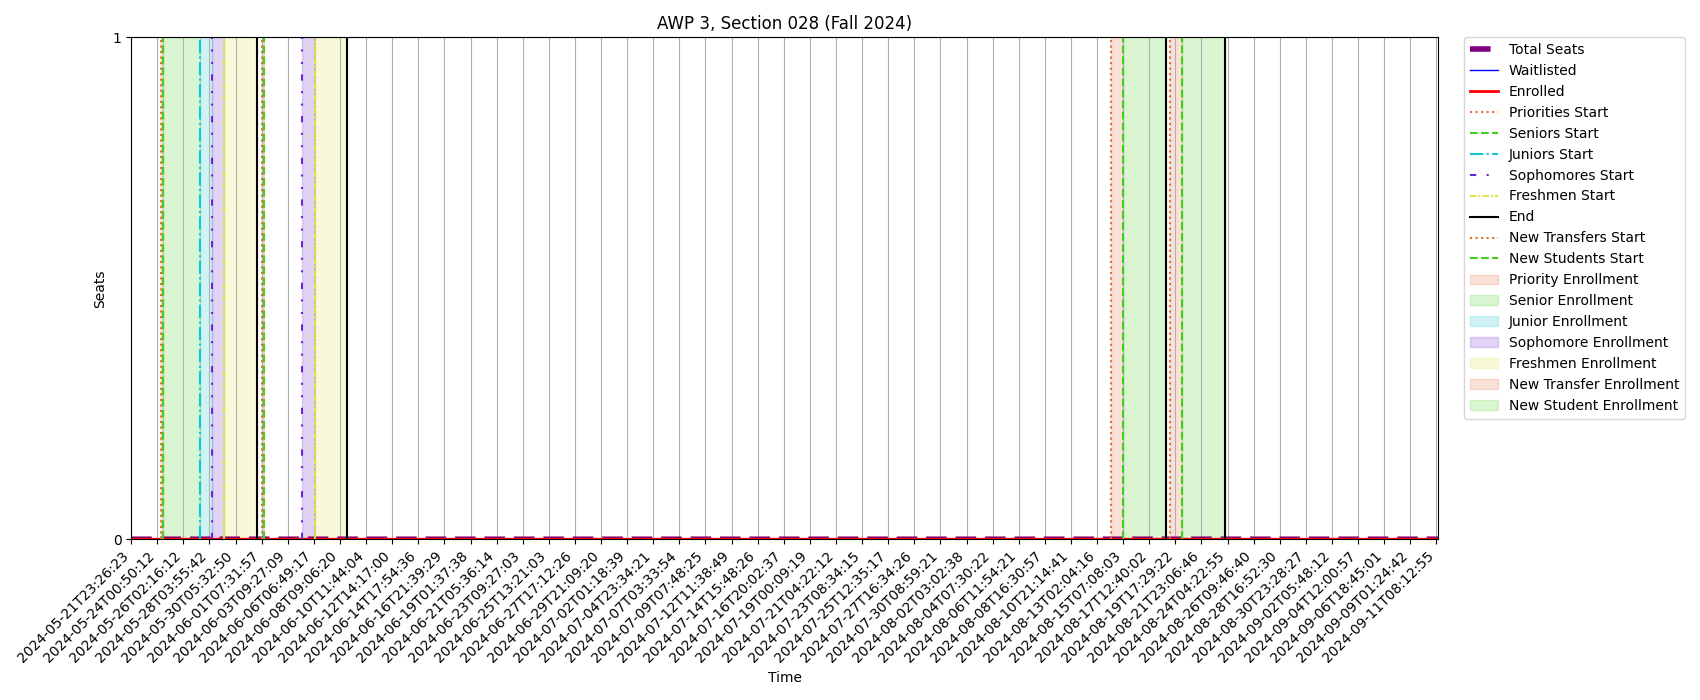 AWP 3, Section 028 (Fall 2024)
1
0
Seats
2024-05-21T23:26:23
2024-05-24T00:50:12
2024-05-26T02:16:12
2024-05-28T03:55:42
2024-05-30T05:32:50
2024-06-01T07:31:57
2024-06-03T09:27:09
2024-06-06T06:49:17
2024-06-08T09:06:20
2024-06-10T11:44:04
2024-06-12T14:17:00
2024-06-14T17:54:36
2024-06-16T21:39:29
2024-06-19T01:37:38
2024-06-21T05:36:14
2024-06-23T09:27:03
2024-06-25T13:21:03
2024-06-27T17:12:26
2024-06-29T21:09:20
2024-07-02T01:18:39
2024-07-04T23:34:21
2024-07-07T03:33:54
2024-07-09T07:48:25
2024-07-12T11:38:49
2024-07-14T15:48:26
2024-07-16T20:02:37
2024-07-19T00:09:19
2024-07-21T04:22:12
2024-07-23T08:34:15
2024-07-25T12:35:17
2024-07-27T16:34:26
2024-07-30T08:59:21
2024-08-02T03:02:38
2024-08-04T07:30:22
2024-08-06T11:54:21
2024-08-08T16:30:57
2024-08-10T21:14:41
2024-08-13T02:04:16
2024-08-15T07:08:03
2024-08-17T12:40:02
2024-08-19T17:29:22
2024-08-21T23:06:46
2024-08-24T04:22:55
2024-08-26T09:46:40
2024-08-28T16:52:30
2024-08-30T23:28:27
2024-09-02T05:48:12
2024-09-04T12:00:57
2024-09-06T18:45:01
2024-09-09T01:24:42
2024-09-11T08:12:55
Time
Total Seats
Waitlisted
Enrolled
Priorities Start
Seniors Start
Juniors Start
Sophomores Start
Freshmen Start
End
New Transfers Start
New Students Start
Priority Enrollment
Senior Enrollment
Junior Enrollment
Sophomore Enrollment
Freshmen Enrollment
New Transfer Enrollment
New Student Enrollment